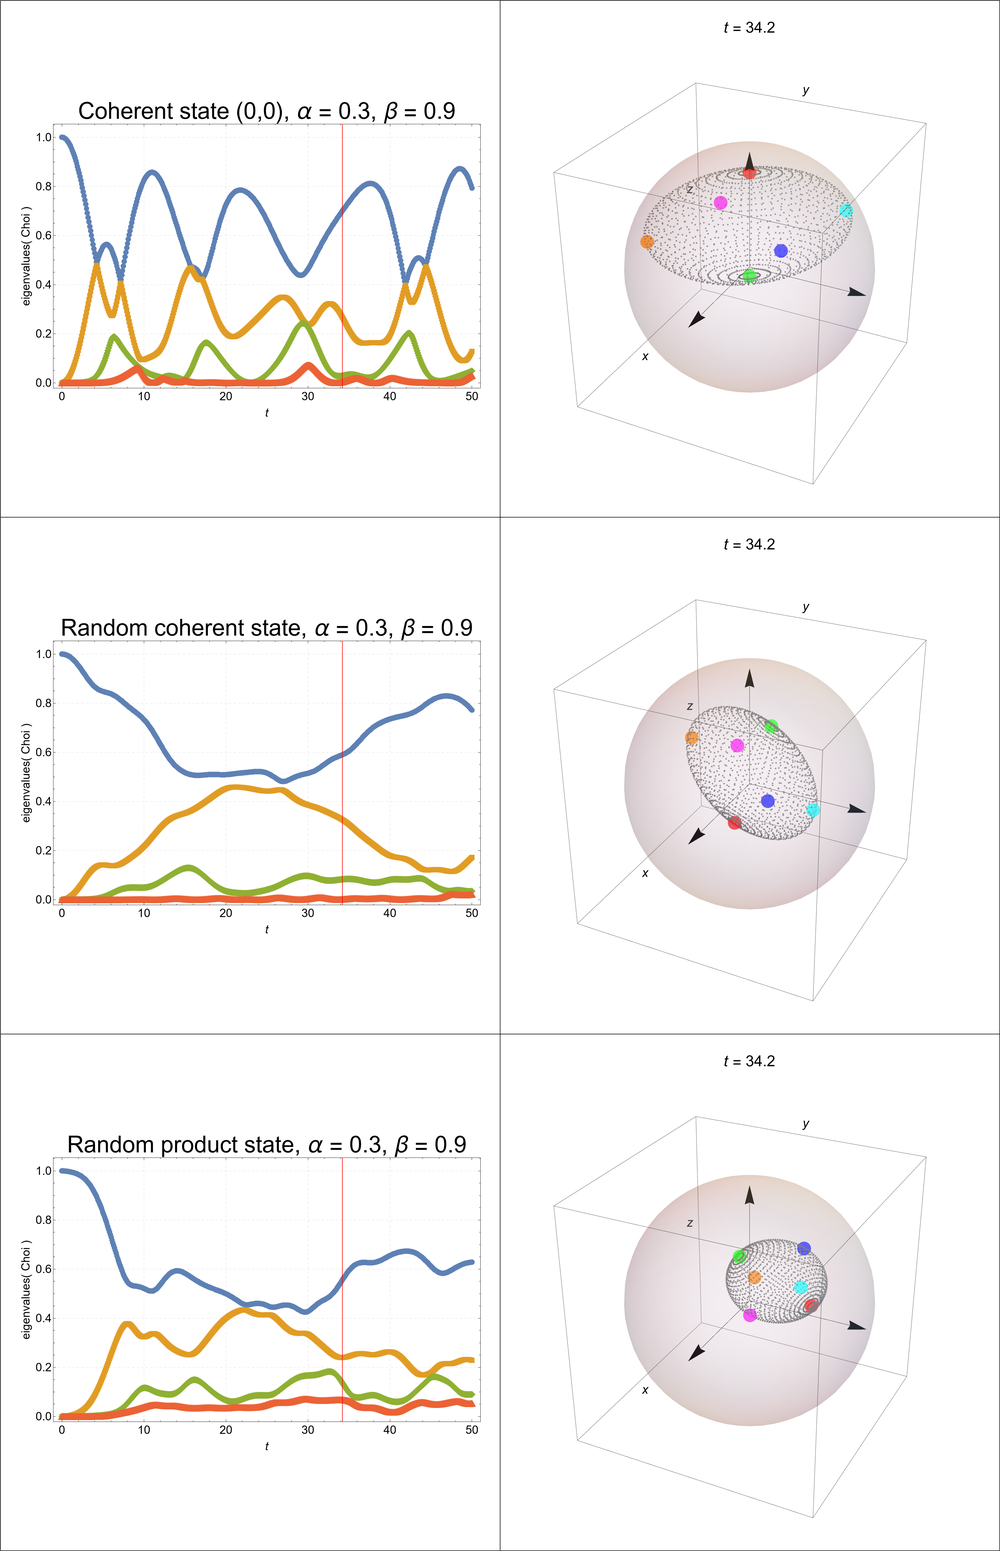 t = 34.2
Coherent state (0,0), α = 0.3, β = 0.9
eigenvalues( Choi )
1.0
0.8
0.6
0.4
0.2
0.0
0 10 20 30 40 50
t
y
z
x
t = 34.2
Random coherent state, α = 0.3, β = 0.9
eigenvalues( Choi )
1.0
0.8
0.6
0.4
0.2
0.0
0 10 20 30 40 50
t
y
z
x
t = 34.2
Random product state, α = 0.3, β = 0.9
eigenvalues( Choi )
1.0
0.8
0.6
0.4
0.2
0.0
0 10 20 30 40 50
t
y
z
x